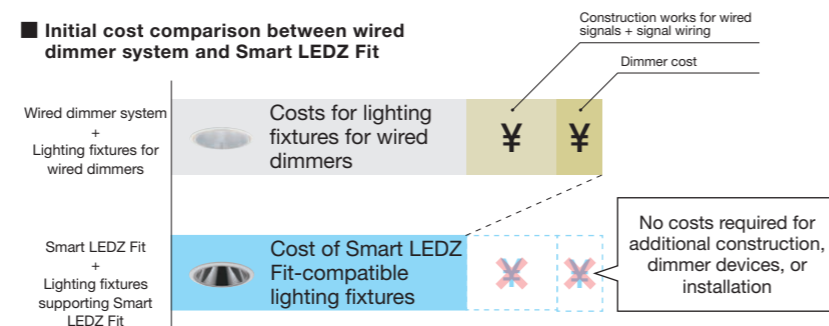 ■ Initial cost comparison between wired
dimmer system and Smart LEDZ Fit
Construction works for wired
signals + signal wiring
Dimmer cost
Wired dimmer system
+
Lighting fixtures for
wired dimmers
Costs for lighting
fixtures for wired
dimmers
¥
¥
Smart LEDZ Fit
+
Lighting fixtures
supporting Smart
LEDZ Fit
Cost of Smart LEDZ
Fit-compatible
lighting fixtures
¥
¥
No costs required for
additional construction,
dimmer devices, or
installation